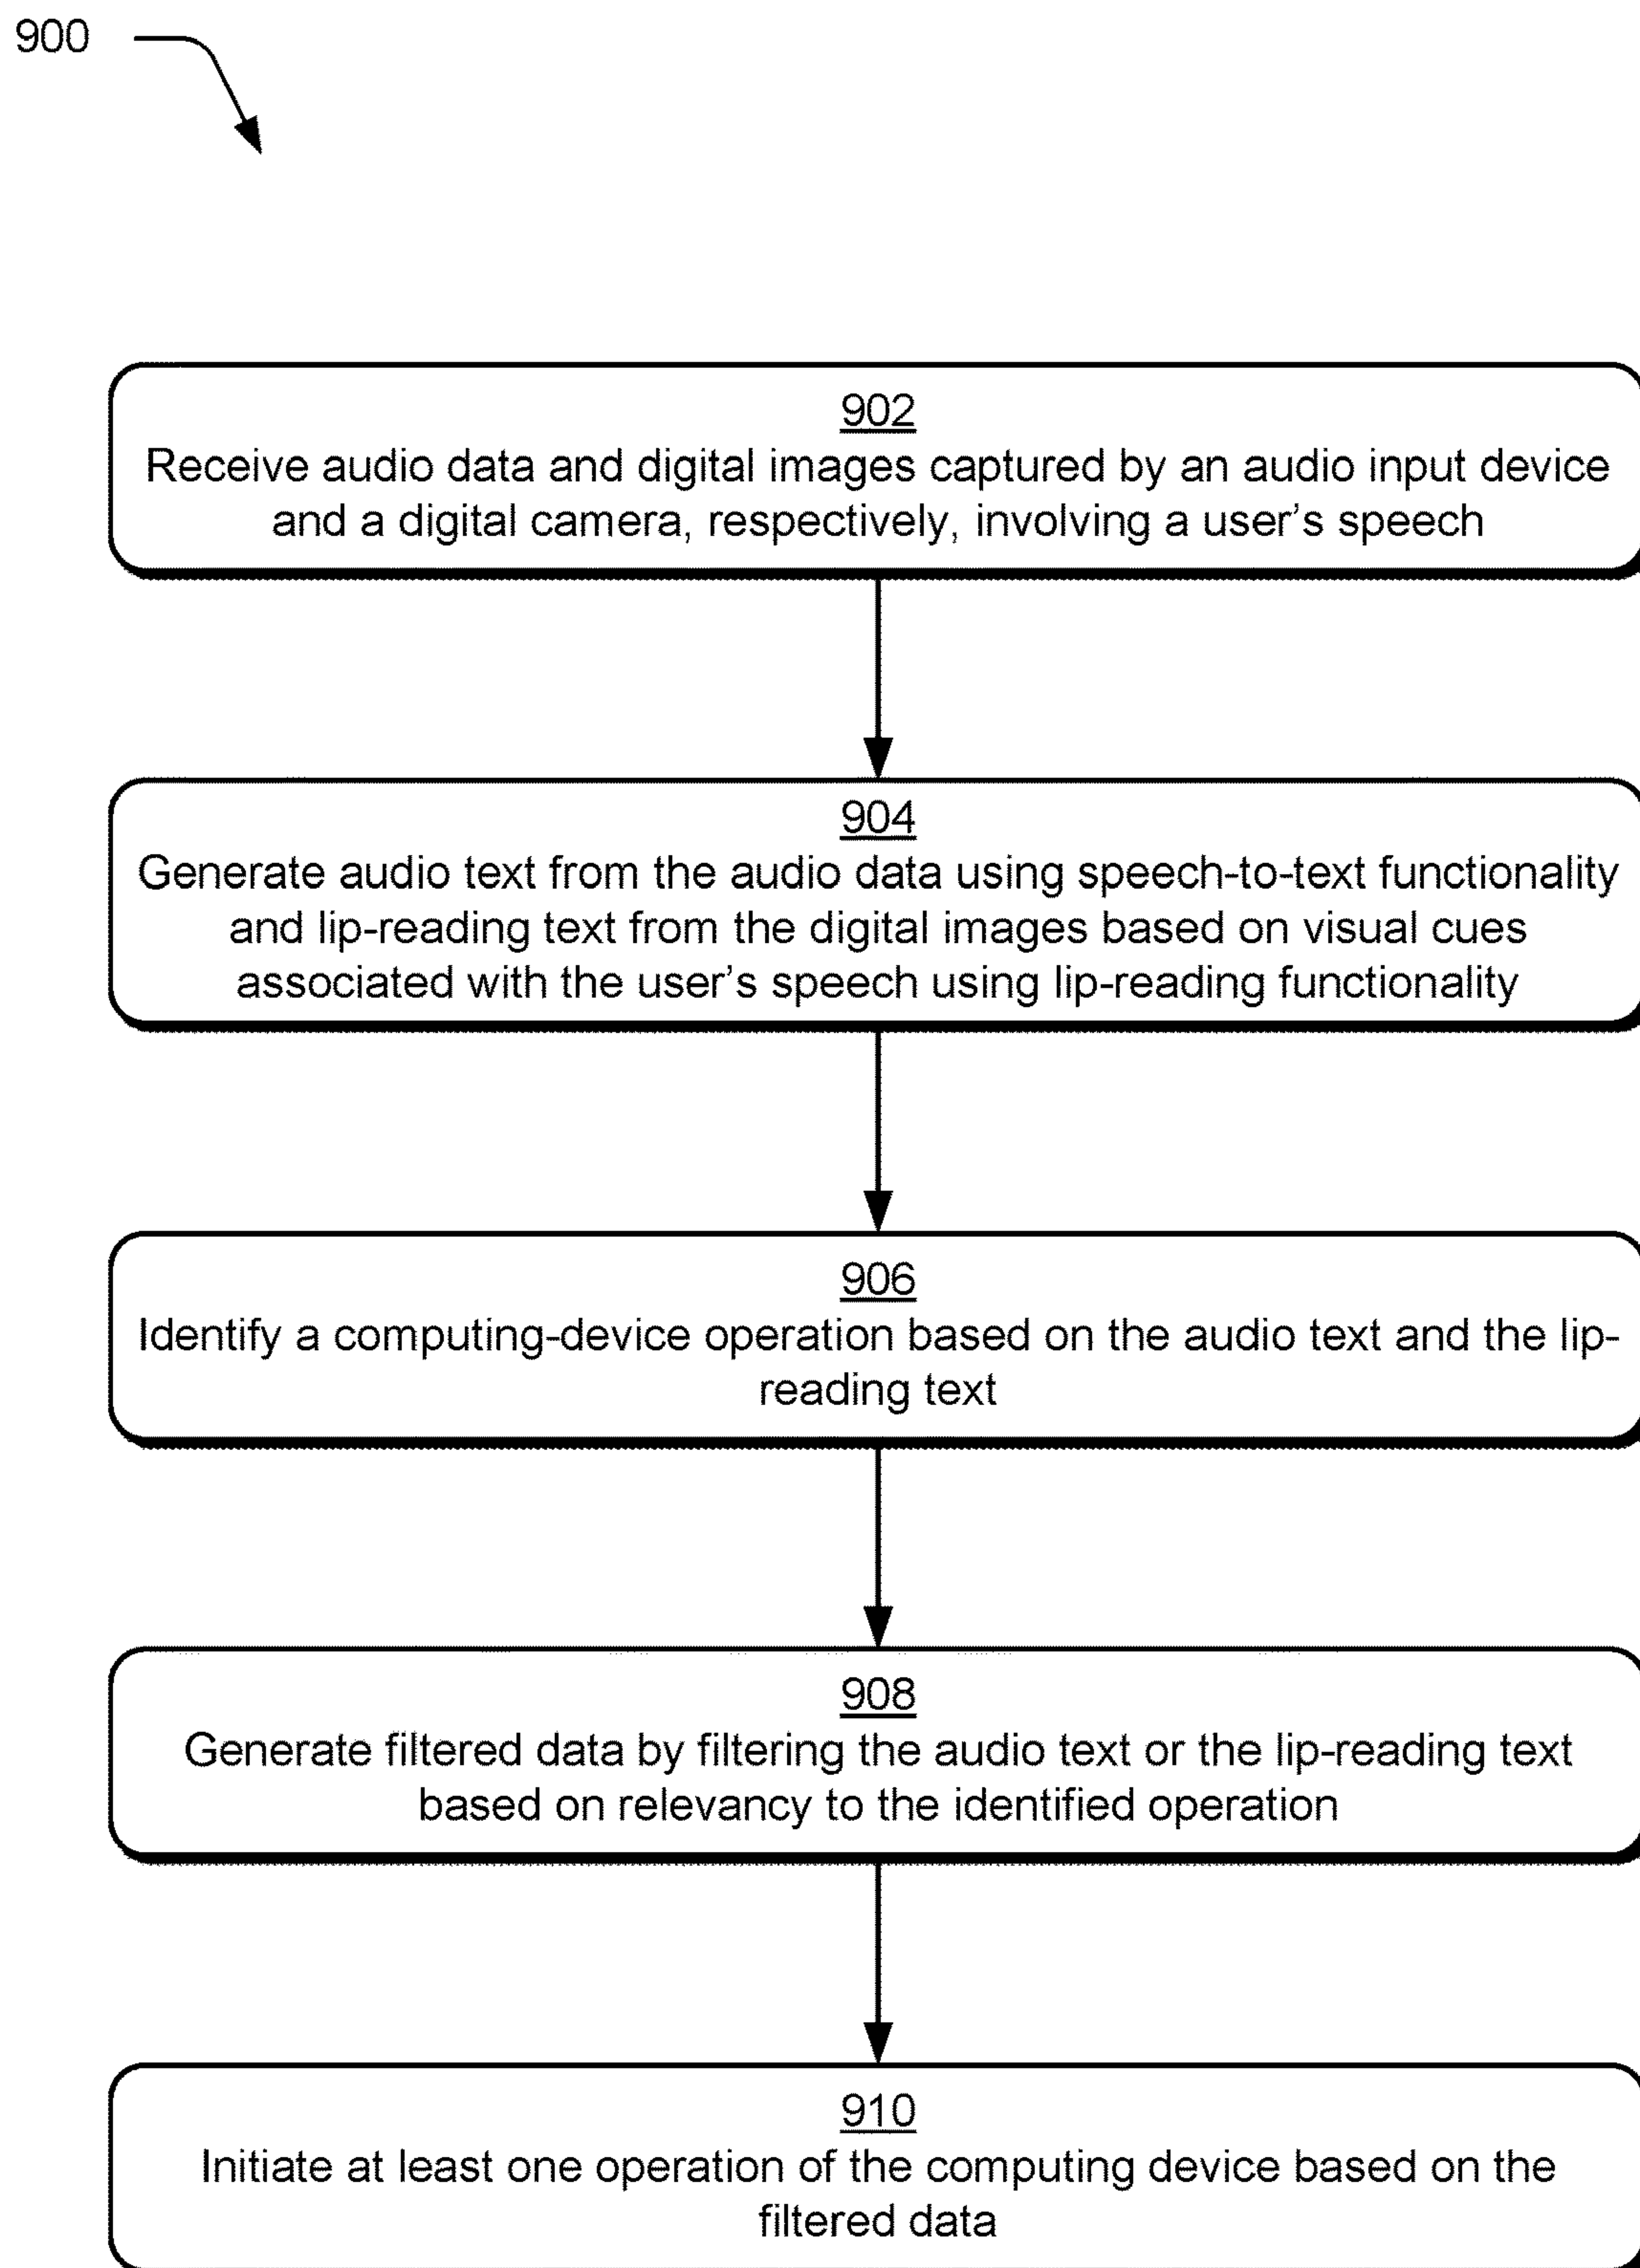 900
902
Receive audio data and digital images captured by an audio input device
and a digital camera, respectively, involving a user's speech
904
Generate audio text from the audio data using speech-to-text functionality
and lip-reading text from the digital images based on visual cues
associated with the user's speech using lip-reading functionality
906
Identify a computing-device operation based on the audio text and the lip-
reading text
908
Generate filtered data by filtering the audio text or the lip-reading text
based on relevancy to the identified operation
910
Initiate at least one operation of the computing device based on the
filtered data